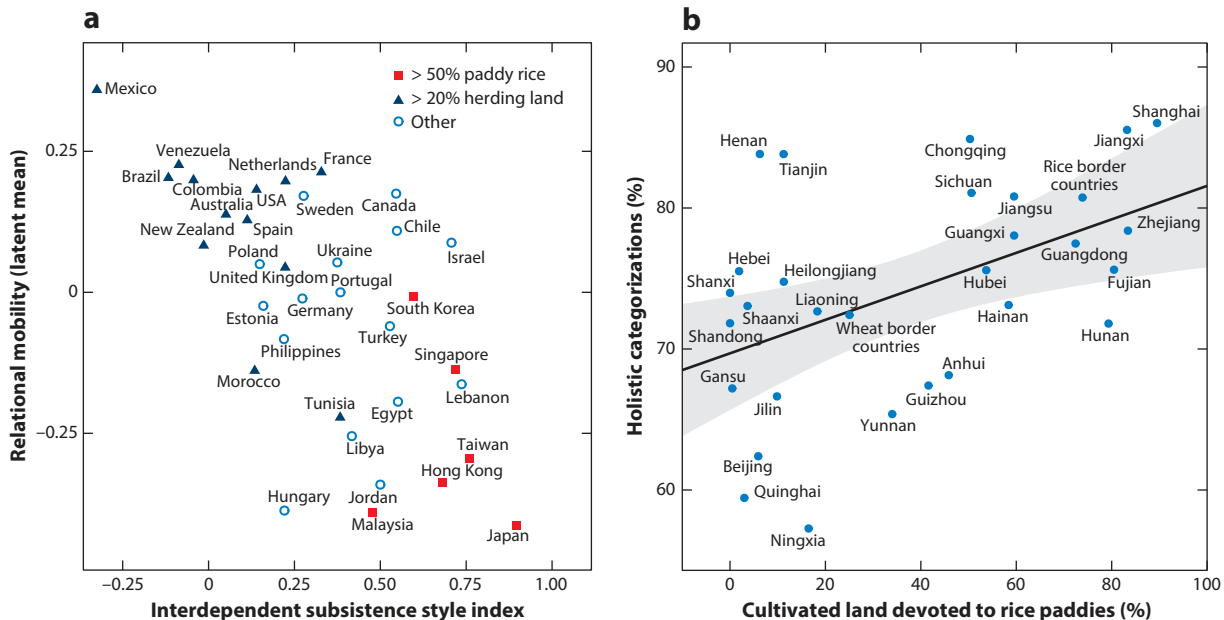 a
Relational mobility (latent mean)
0.25
0
−0.25
> 50% paddy rice
> 20% herding land
Other
Mexico
Venezuela
Netherlands
France
Brazil
Colombia
USA
Sweden
Canada
Australia
New Zealand
Spain
Chile
Israel
Poland
Ukraine
United Kingdom
Portugal
Estonia
Germany
South Korea
Philippines
Turkey
Morocco
Singapore
Lebanon
Tunisia
Egypt
Libya
Taiwan
Hong Kong
Hungary
Jordan
Malaysia
Japan
−0.25
0
0.25
0.50
0.75
1.00
Interdependent subsistence style index
b
Holistic categorizations (%)
90
80
70
60
Shanghai
Jiangxi
Henan
Tianjin
Chongqing
Sichuan
Rice border
countries
Jiangsu
Guangxi
Zhejiang
Guangdong
Hebei
Heilongjiang
Shanxi
Hubei
Fujian
Liaoning
Shaanxi
Hainan
Shandong
Wheat border
countries
Hunan
Gansu
Anhui
Jilin
Guizhou
Yunnan
Beijing
Quinghai
Ningxia
0
20
40
60
80
100
Cultivated land devoted to rice paddies (%)